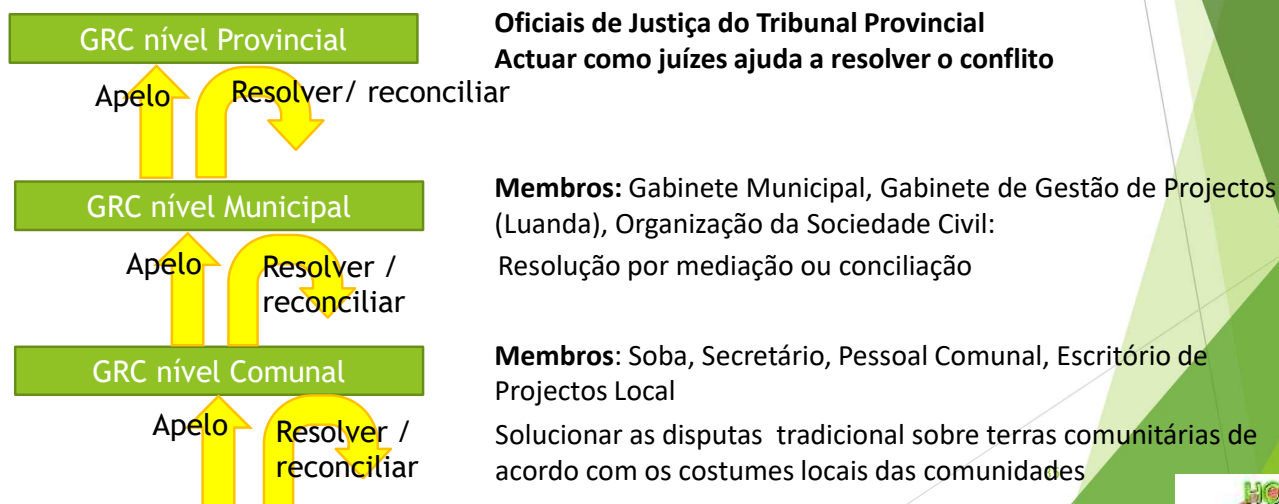 GRC nível Provincial
Oficiais de Justiça do Tribunal Provincial
Actuar como juízes ajuda a resolver o conflito
Apelo
Resolver/ reconciliar
GRC nível Municipal
Membros: Gabinete Municipal, Gabinete de Gestão de Projectos
(Luanda), Organização da Sociedade Civil:
Resolução por mediação ou conciliação
Apelo
Resolver /
reconciliar
GRC nível Comunal
Membros: Soba, Secretário, Pessoal Comunal, Escritório de
Projectos Local
Apelo
Resolver /
reconciliar
Solucionar as disputas tradicional sobre terras comunitárias de
acordo com os costumes locais das comunidades